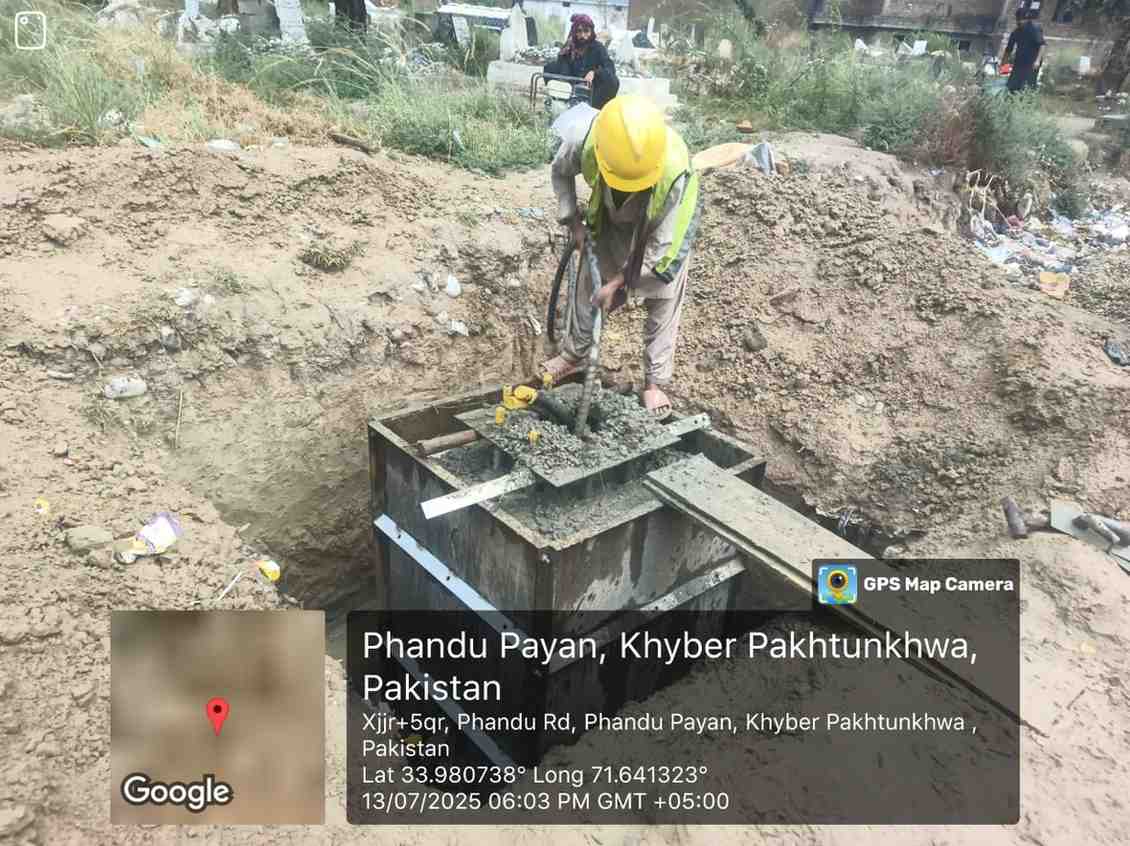 GPS Map Camera
Phandu Payan, Khyber Pakhtunkhwa,
Pakistan
Xjjr+5qr, Phandu Rd, Phandu Payan, Khyber Pakhtunkhwa ,
Pakistan
Lat 33.980738° Long 71.641323°
13/07/2025 06:03 PM GMT +05:00
Google